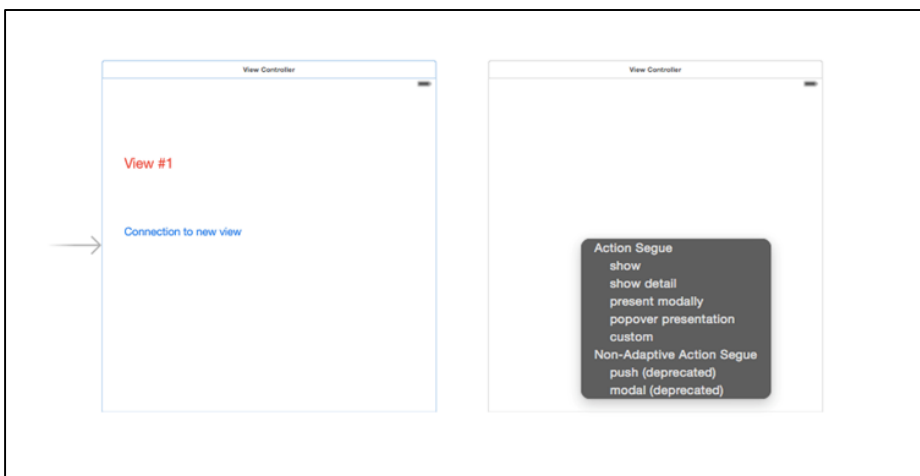 View Controller
View Controller
View #1
Connection to new view
Action Segue
show
show detail
present modally
popover presentation
custom
Non-Adaptive Action Segue
push (deprecated)
modal (deprecated)